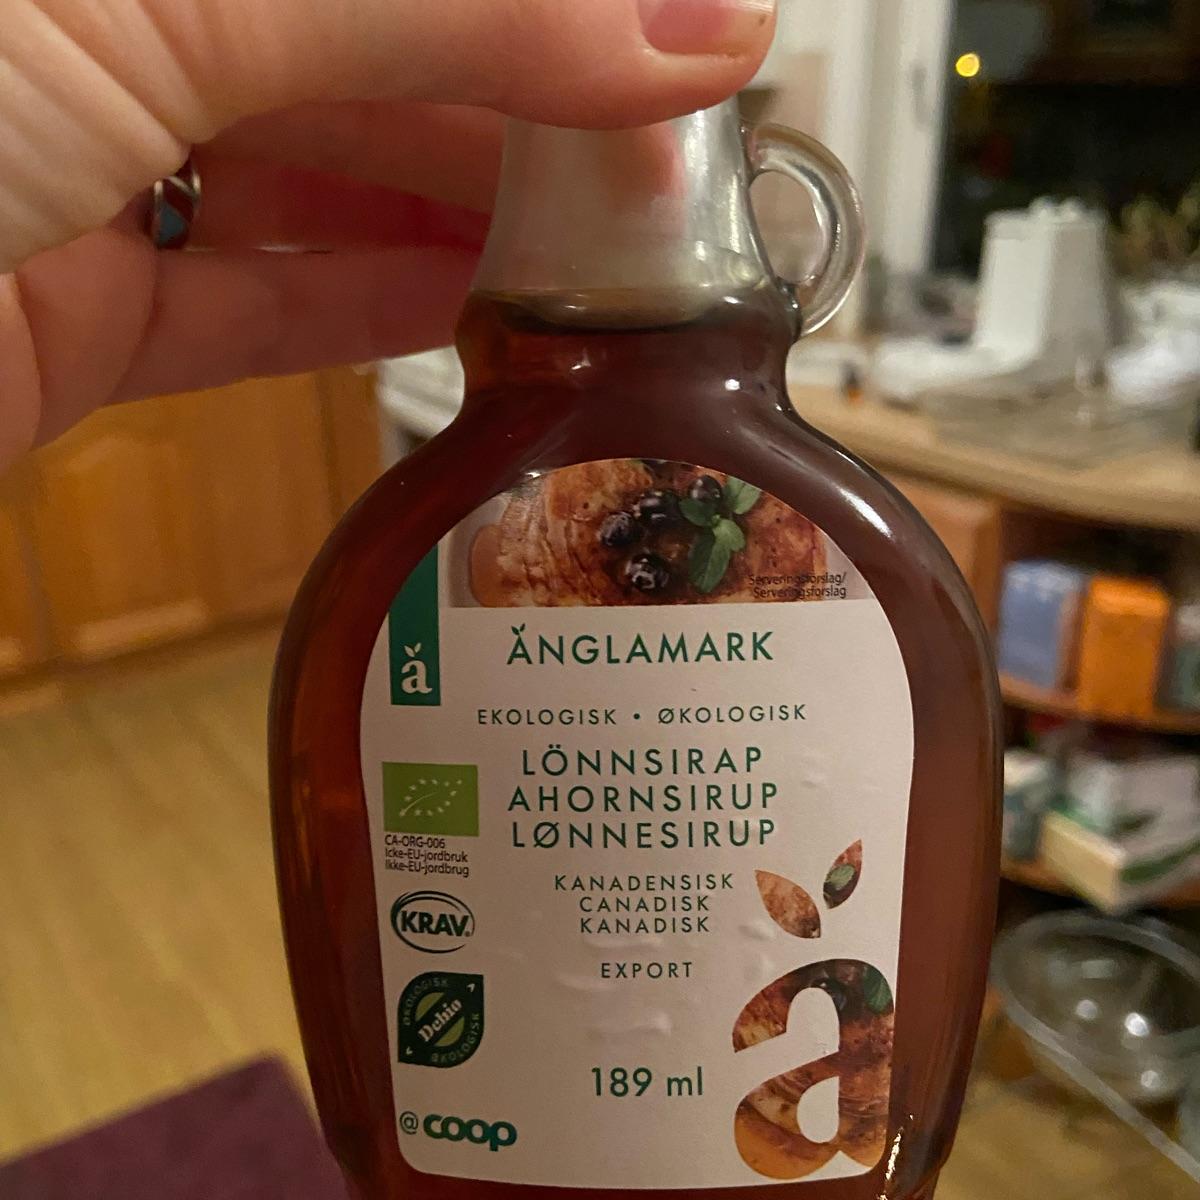 Serveringsförslag/
Serveringsforslag
ÄNGLAMARK
ä
EKOLOGISK • ØKOLOGISK
LÖNNSIRAP
AHORNSIRUP
LØNNESIRUP
CA-ORG-006
Icke-EU-jordbruk
Ikke-EU-jordbrug
KANADENSISK
CANADISK
KANADISK
KRAV
EXPORT
ØKOLOGISK
Debio
ØKOLOGISK
189 ml
@ coop
ä